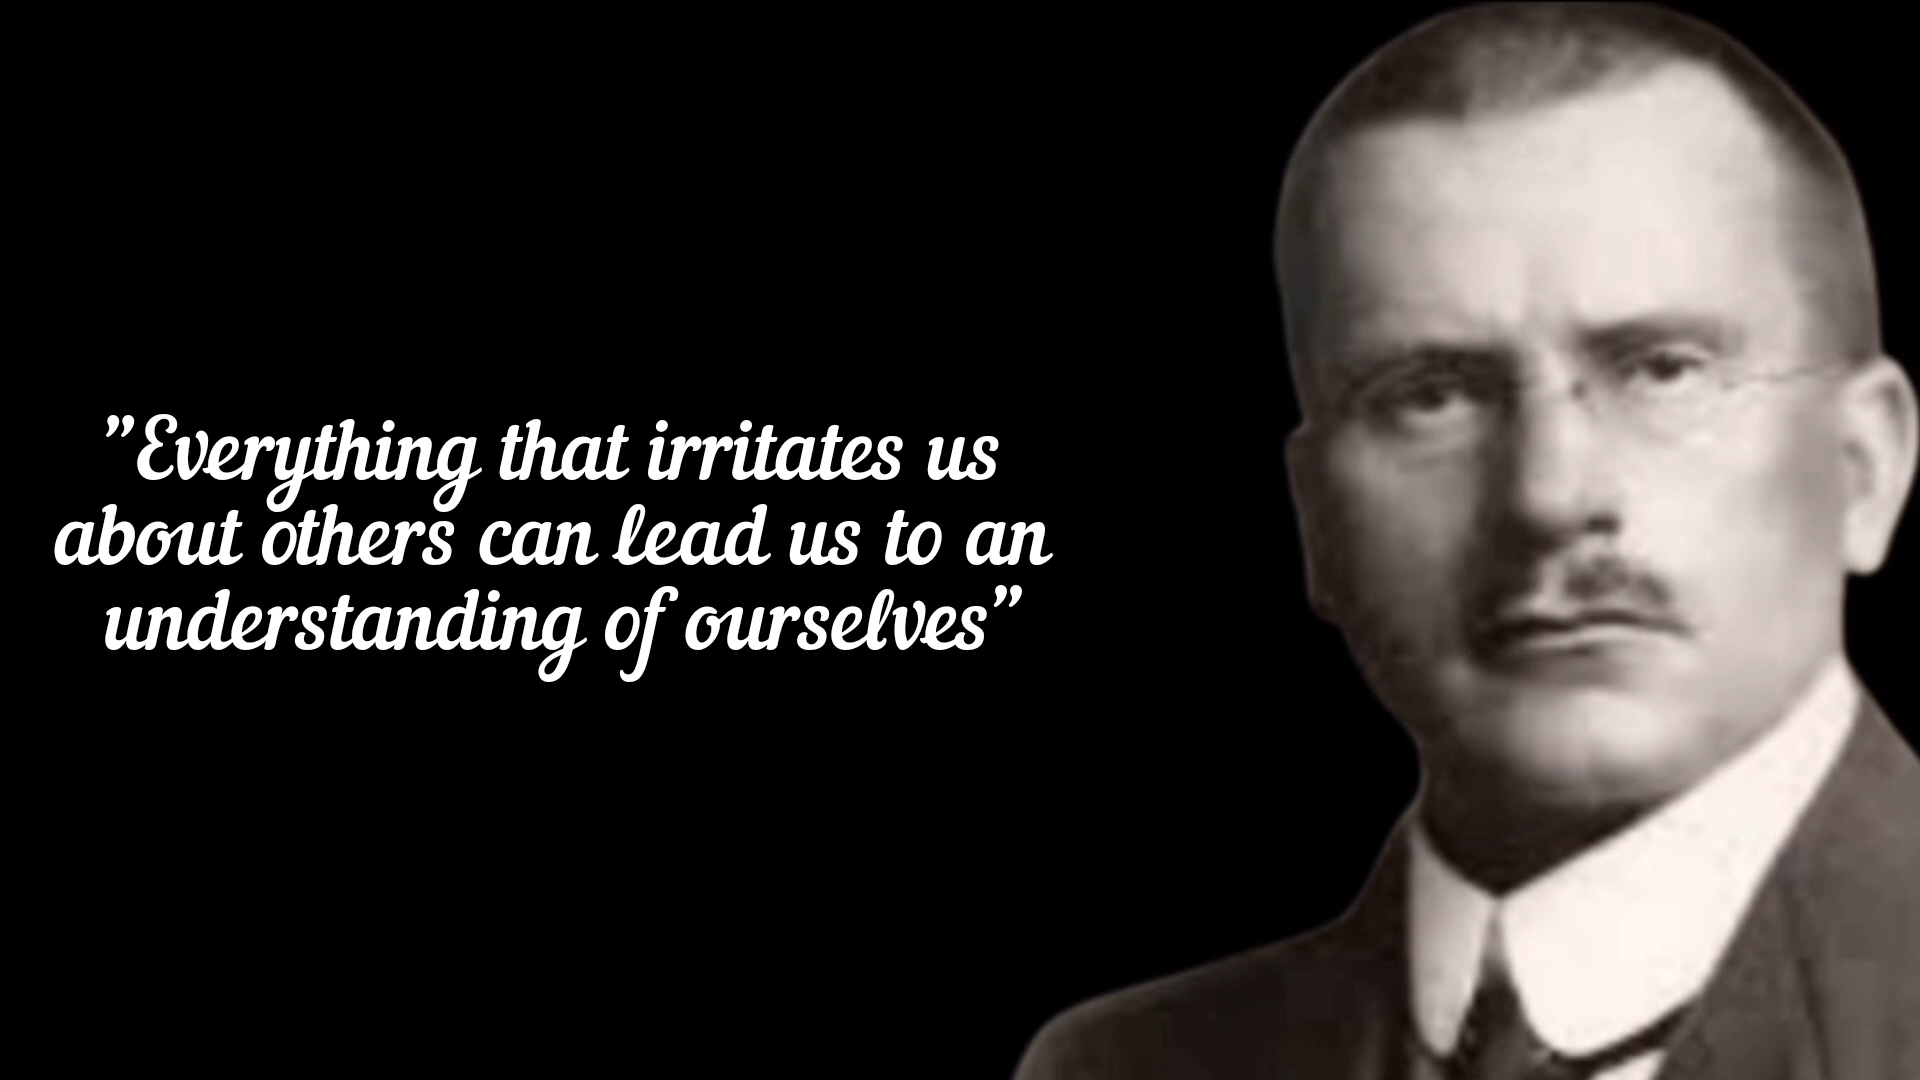 ”Everything that irritates us
about others can lead us to an
understanding of ourselves”